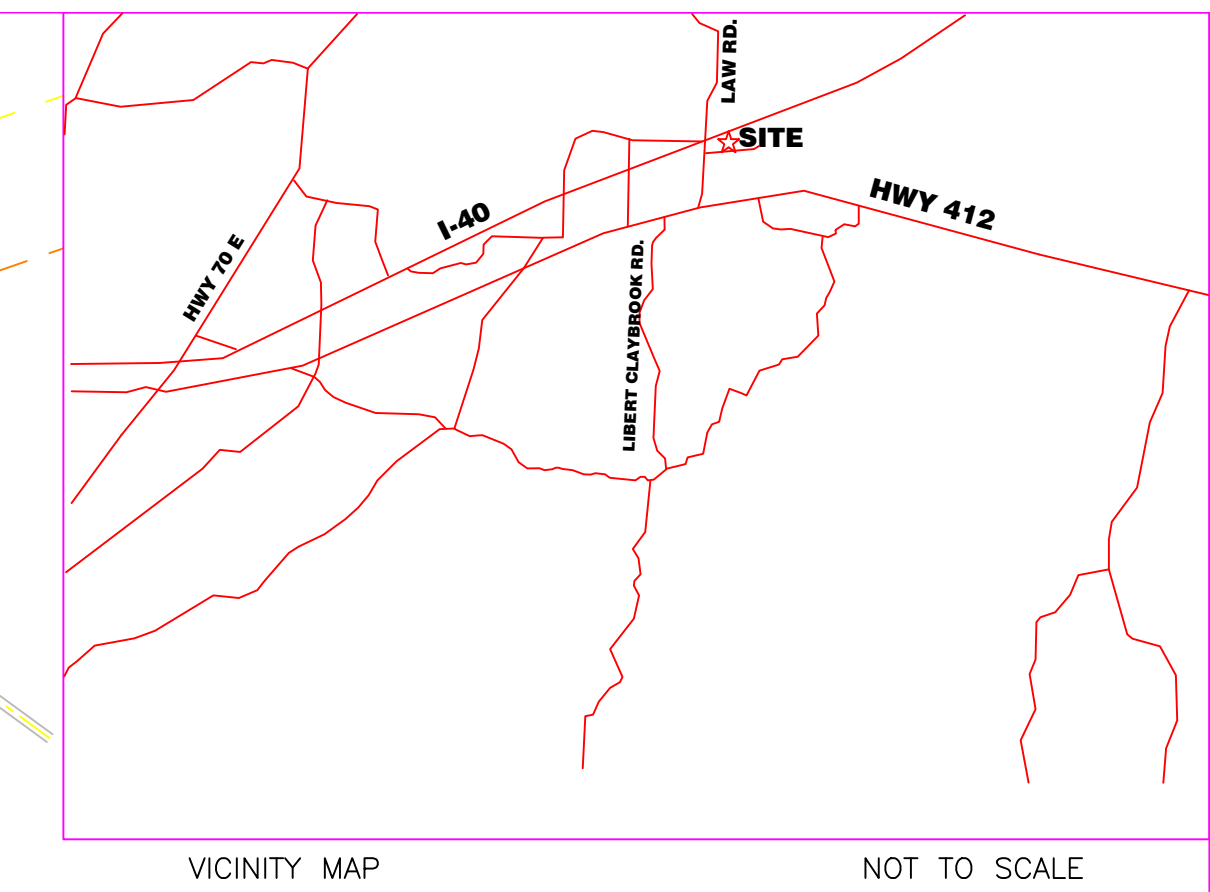 LAW RD.
SITE
HWY 412
I-40
HWY 70 E
LIBERT CLAYBROOK RD.
VICINITY MAP
NOT TO SCALE